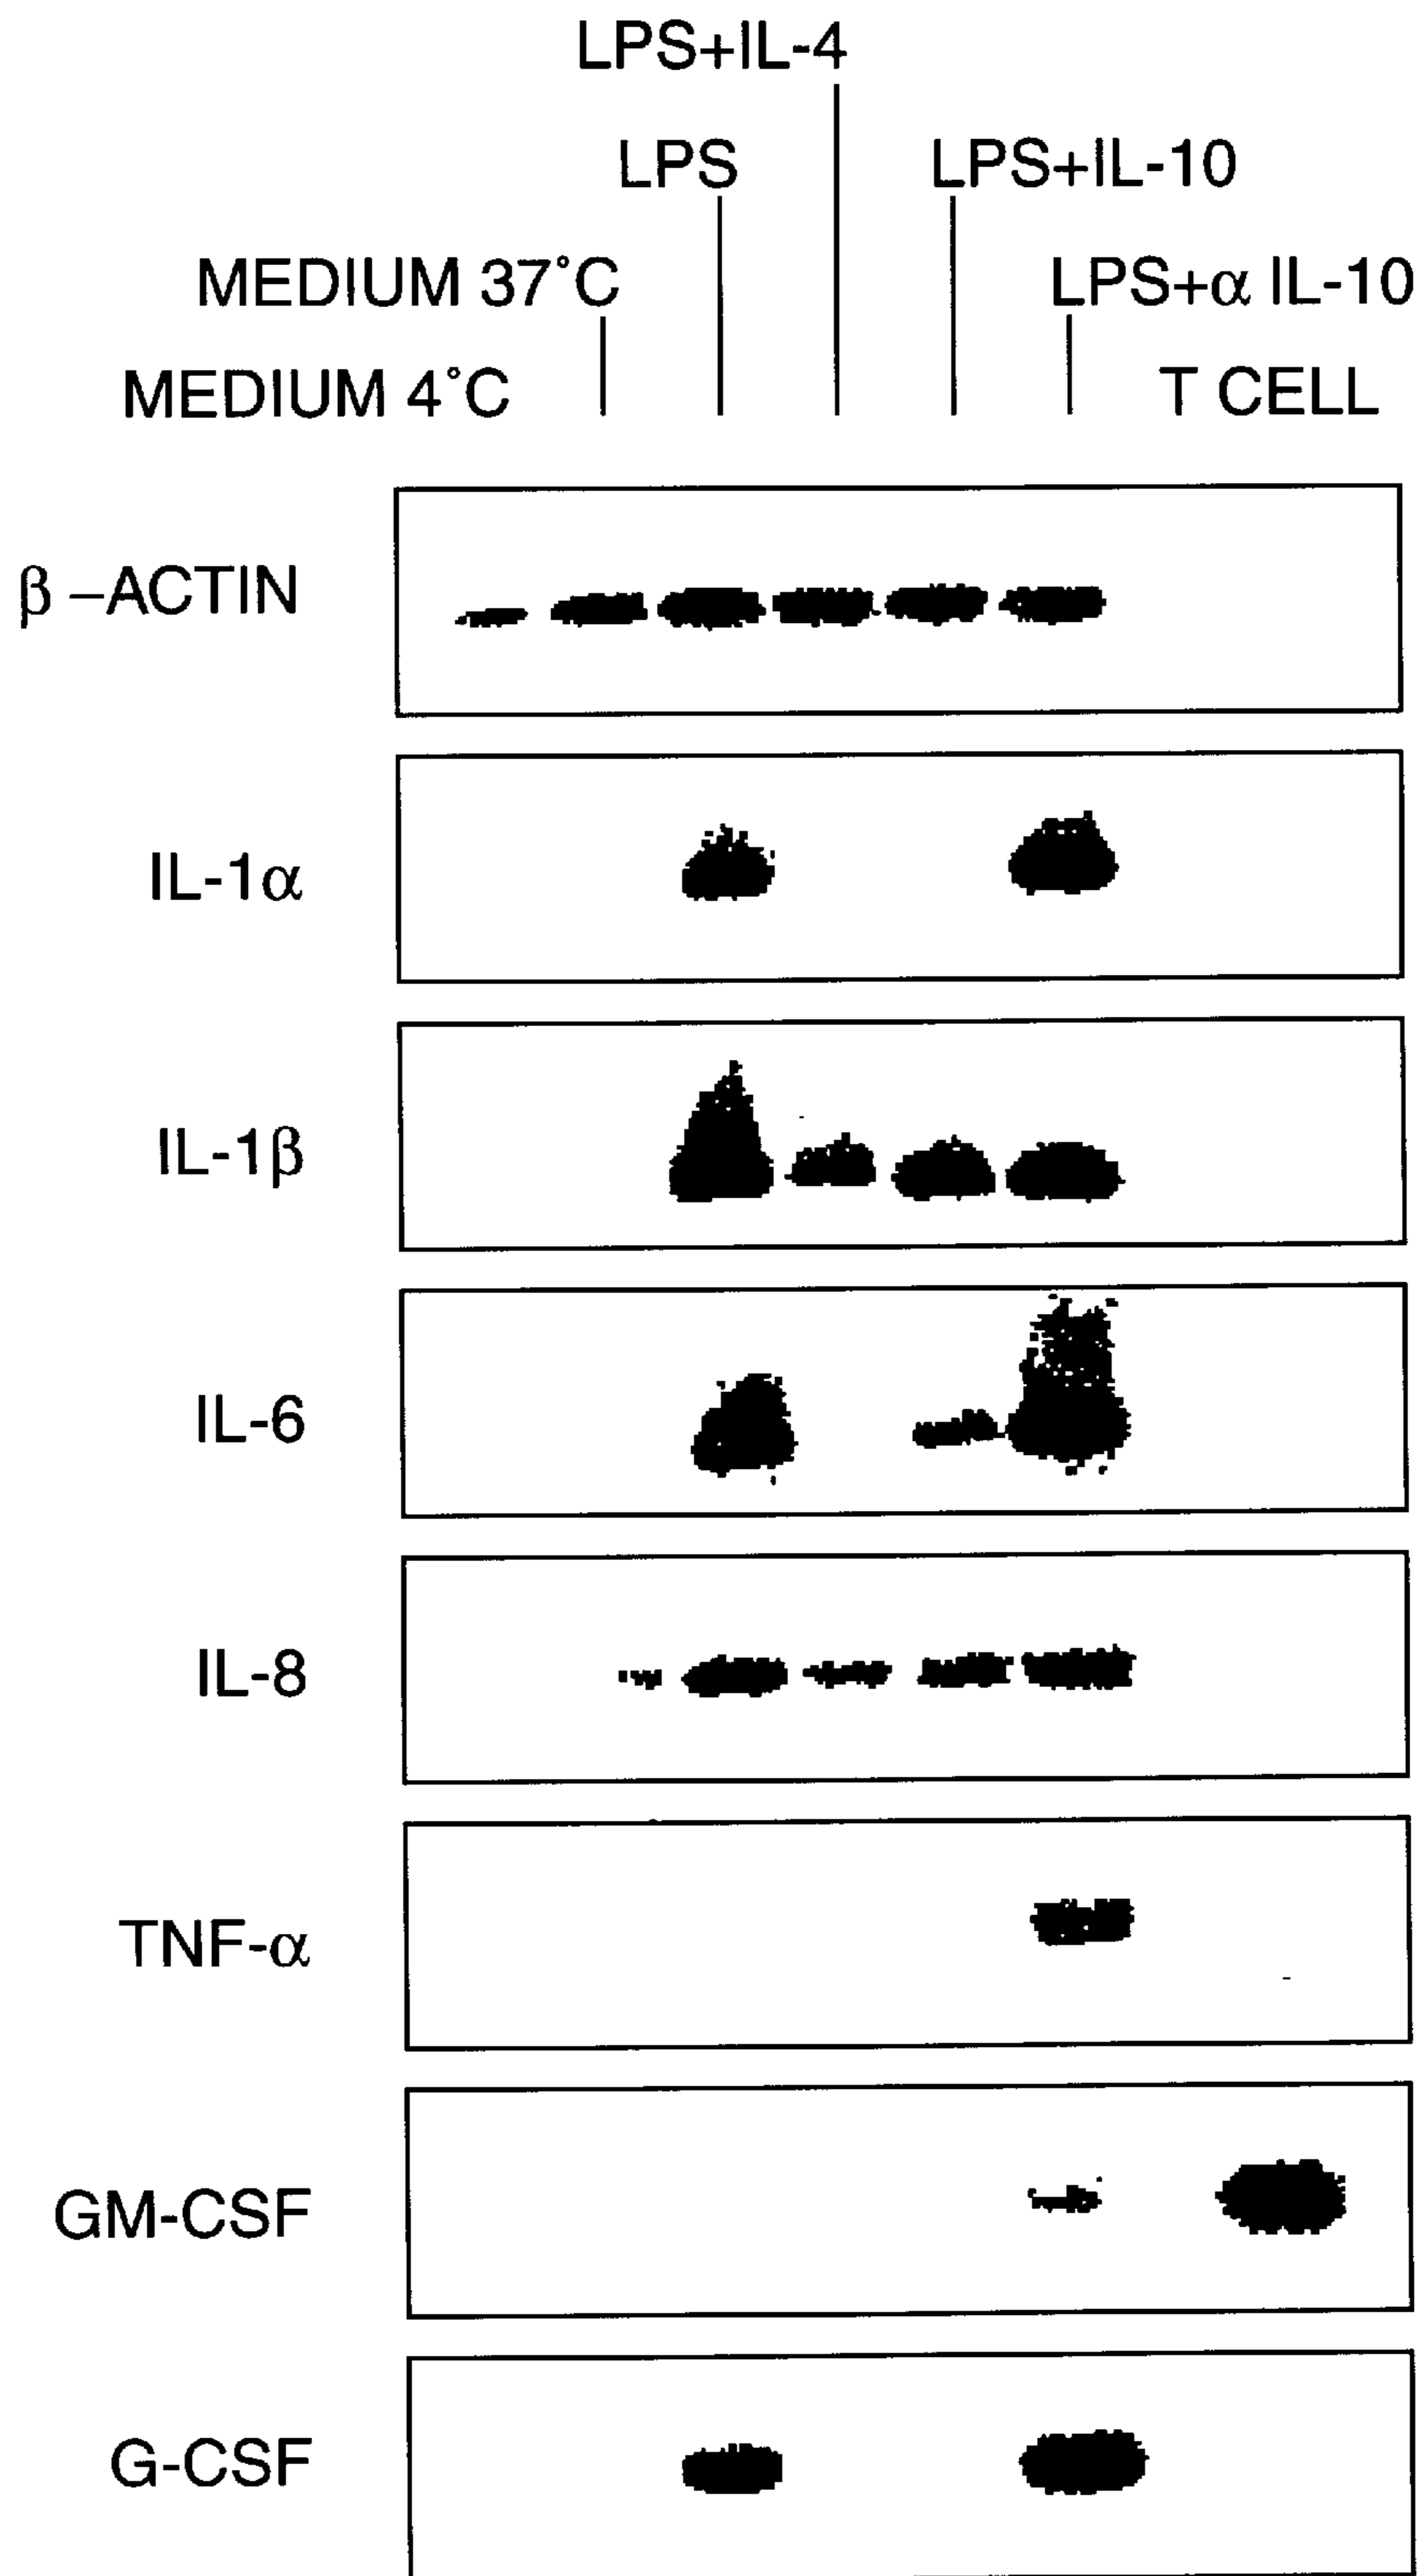 LPS+IL-4
LPS LPS+IL-10
MEDIUM 37°C LPS+α IL-10
MEDIUM 4°C T CELL
β –ACTIN
IL-1α
IL-1β
IL-6
IL-8
TNF-α
GM-CSF
G-CSF